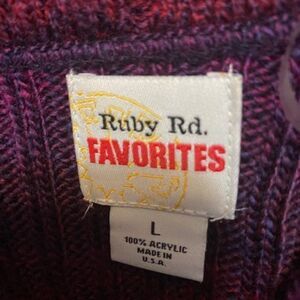 Ruby Rd.
FAVORITES
L
100% ACRYLIC
MADE IN
U.S.A.